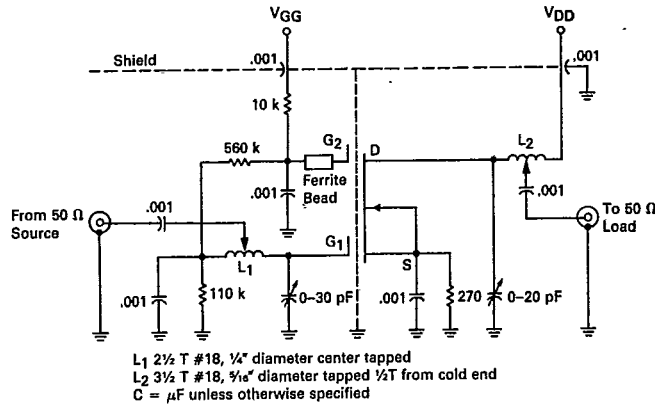 VGG
VDD
Shield
.001
.001
10 k
G2
D
L2
560 k
Ferrite
Bead
.001
.001
From 50 Ω
Source
.001
To 50 Ω
Load
G1
L1
S
.001
110 k
0–30 pF
.001
270
0–20 pF
L1 2½ T #18, ¼" diameter center tapped
L2 3½ T #18, 5/16" diameter tapped ½T from cold end
C = μF unless otherwise specified